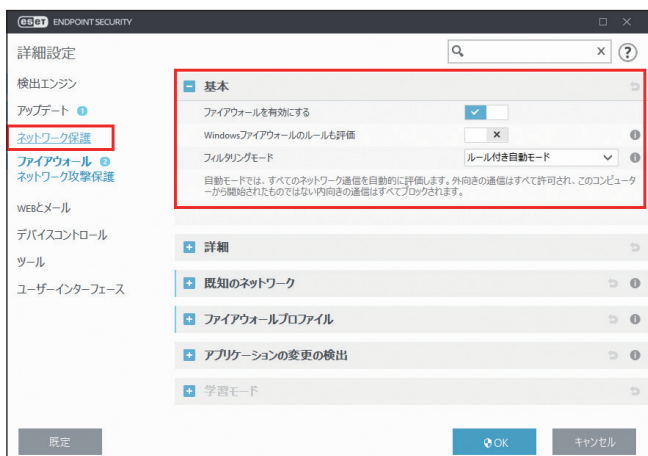 eset ENDPOINT SECURITY
詳細設定
検出エンジン
アップデート 1
ネットワーク保護
ファイアウォール 2
ネットワーク攻撃保護
WEBとメール
デバイスコントロール
ツール
ユーザーインターフェース
基本
ファイアウォールを有効にする
Windowsファイアウォールのルールも評価
フィルタリングモード
ルール付き自動モード
自動モードでは、すべてのネットワーク通信を自動的に評価します。外向きの通信はすべて許可され、このコンピュータ
ーから開始されたものではない内向きの通信はすべてブロックされます。
詳細
既知のネットワーク
ファイアウォールプロファイル
アプリケーションの変更の検出
学習モード
既定
OK
キャンセル